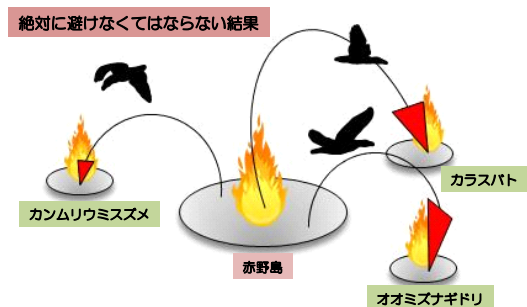 絶対に避けなくてはならない結果
カラスバト
カンムリウミスズメ
赤野島
オオミズナギドリ